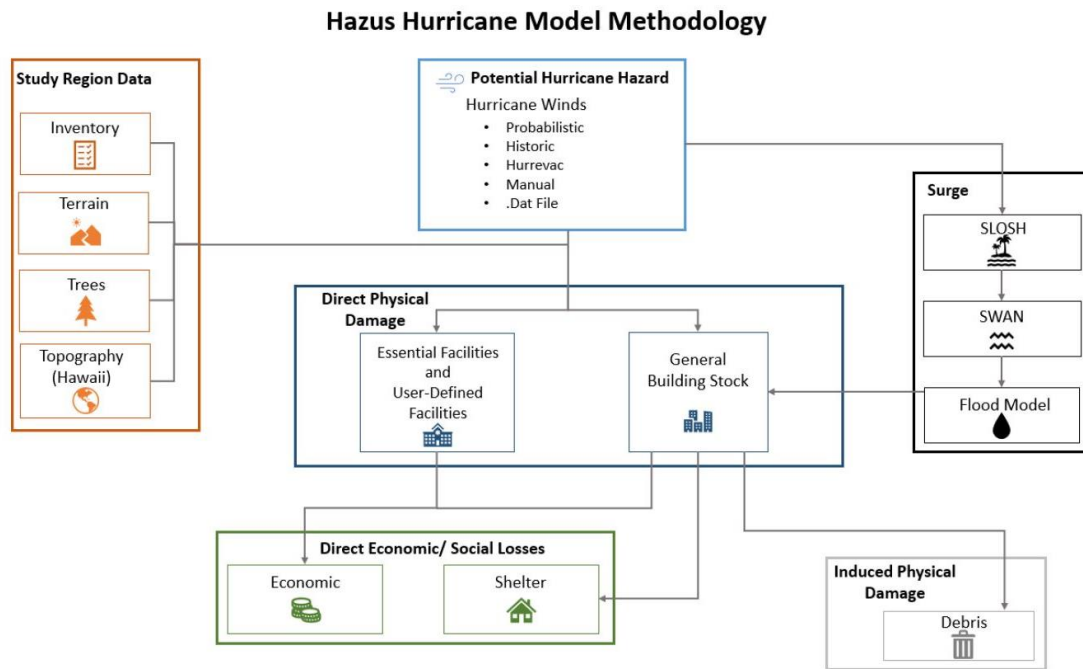 Hazus Hurricane Model Methodology
Study Region Data
Inventory
Terrain
Trees
Topography
(Hawaii)
Potential Hurricane Hazard
Hurricane Winds
• Probabilistic
• Historic
• Hurrevac
• Manual
• .Dat File
Surge
SLOSH
SWAN
Flood Model
Direct Physical
Damage
Essential Facilities
and
User-Defined
Facilities
General
Building Stock
Direct Economic/ Social Losses
Economic
Shelter
Induced Physical
Damage
Debris